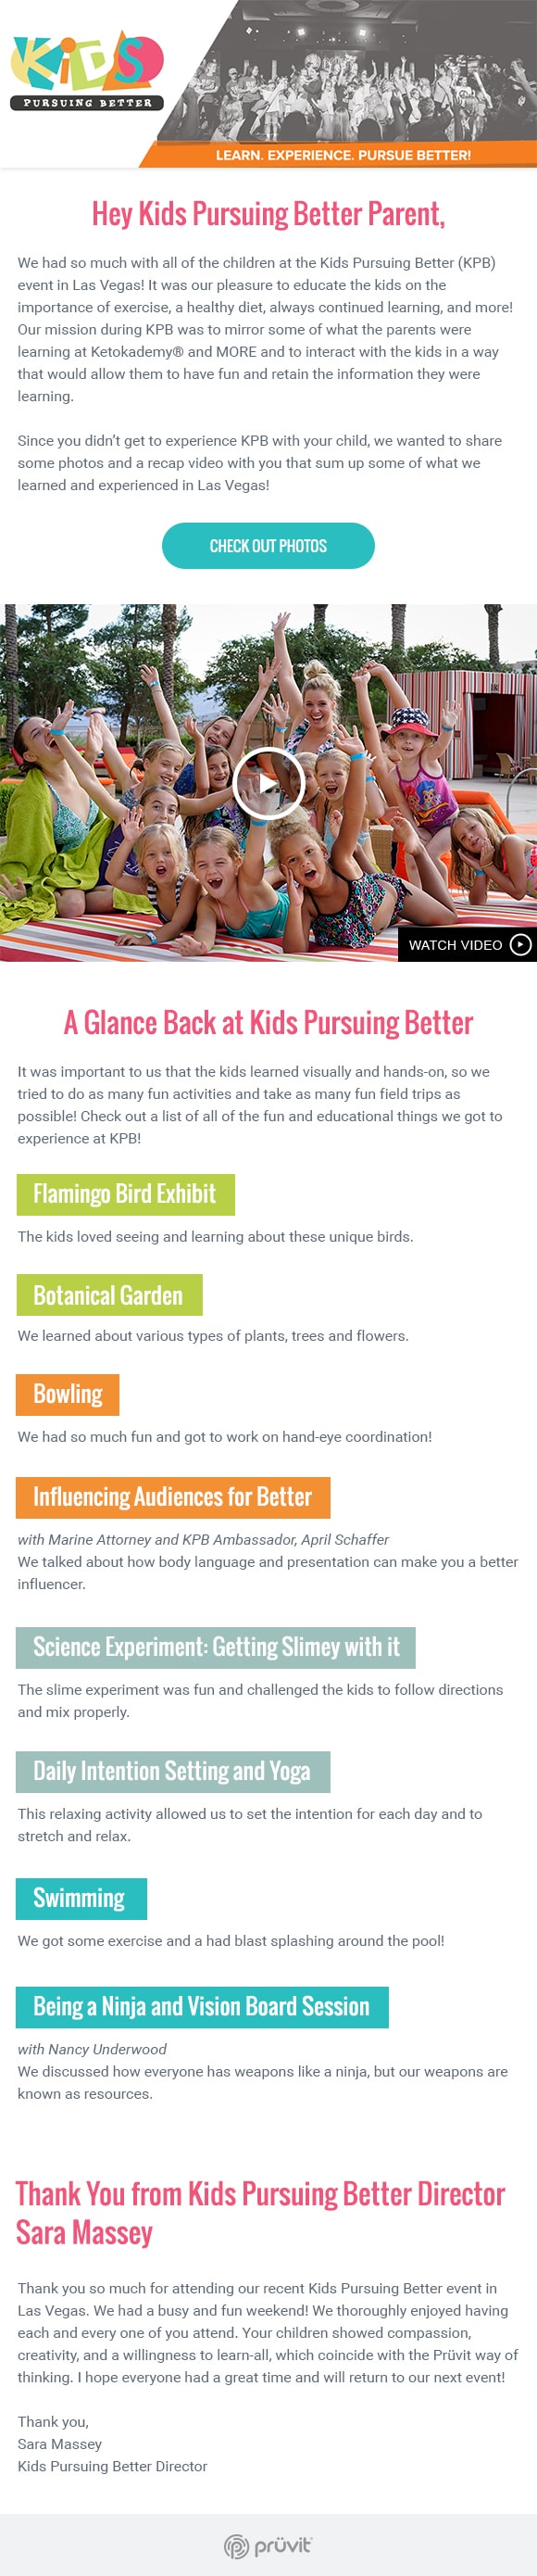 KiDS
PURSUING BETTER
LEARN. EXPERIENCE. PURSUE BETTER!
Hey Kids Pursuing Better Parent,
We had so much with all of the children at the Kids Pursuing Better (KPB)
event in Las Vegas! It was our pleasure to educate the kids on the
importance of exercise, a healthy diet, always continued learning, and more!
Our mission during KPB was to mirror some of what the parents were
learning at Ketokademy® and MORE and to interact with the kids in a way
that would allow them to have fun and retain the information they were
learning.
Since you didn't get to experience KPB with your child, we wanted to share
some photos and a recap video with you that sum up some of what we
learned and experienced in Las Vegas!
CHECK OUT PHOTOS
WATCH VIDEO
A Glance Back at Kids Pursuing Better
It was important to us that the kids learned visually and hands-on, so we
tried to do as many fun activities and take as many fun field trips as
possible! Check out a list of all of the fun and educational things we got to
experience at KPB!
Flamingo Bird Exhibit
The kids loved seeing and learning about these unique birds.
Botanical Garden
We learned about various types of plants, trees and flowers.
Bowling
We had so much fun and got to work on hand-eye coordination!
Influencing Audiences for Better
with Marine Attorney and KPB Ambassador, April Schaffer
We talked about how body language and presentation can make you a better
influencer.
Science Experiment: Getting Slimey with it
The slime experiment was fun and challenged the kids to follow directions
and mix properly.
Daily Intention Setting and Yoga
This relaxing activity allowed us to set the intention for each day and to
stretch and relax.
Swimming
We got some exercise and a had blast splashing around the pool!
Being a Ninja and Vision Board Session
with Nancy Underwood
We discussed how everyone has weapons like a ninja, but our weapons are
known as resources.
Thank You from Kids Pursuing Better Director
Sara Massey
Thank you so much for attending our recent Kids Pursuing Better event in
Las Vegas. We had a busy and fun weekend! We thoroughly enjoyed having
each and every one of you attend. Your children showed compassion,
creativity, and a willingness to learn-all, which coincide with the Prüvit way of
thinking. I hope everyone had a great time and will return to our next event!
Thank you,
Sara Massey
Kids Pursuing Better Director
prüvit